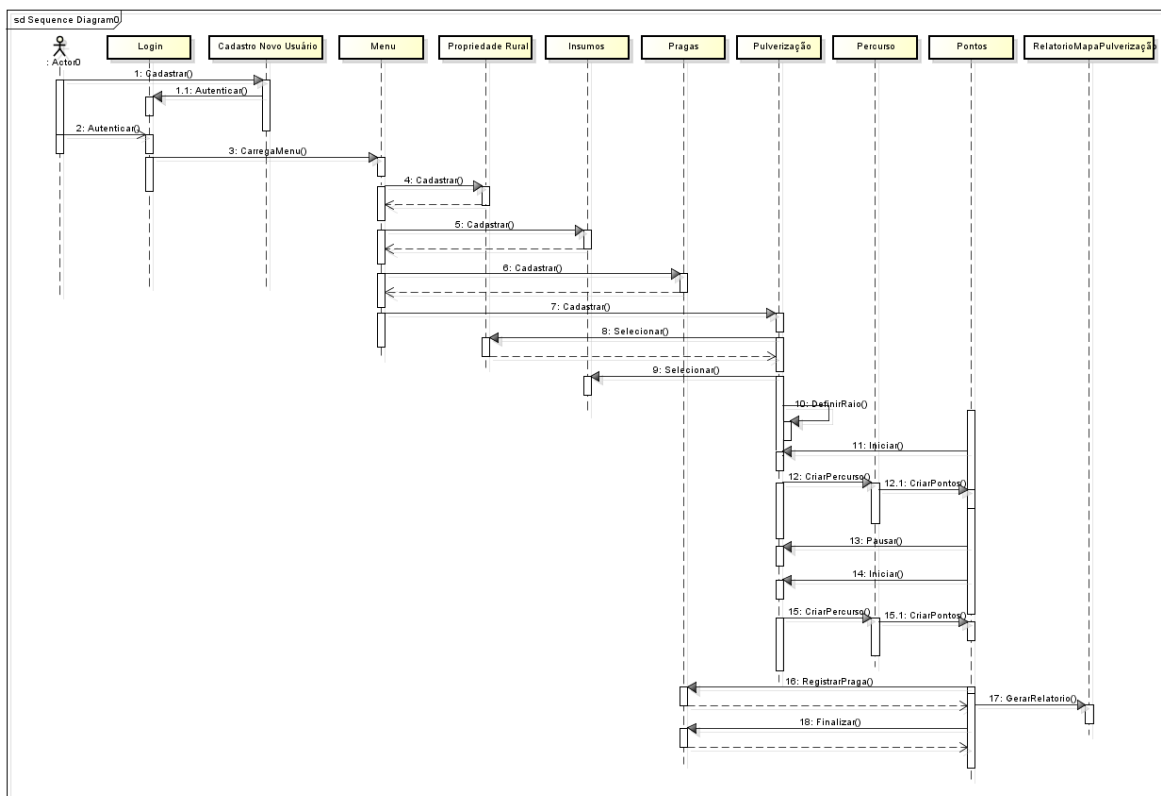 sd Sequence Diagram0
: Actor0
Login
Cadastro Novo Usuário
Menu
Propriedade Rural
Insumos
Pragas
Pulverização
Percurso
Pontos
RelatorioMapaPulverização
1: Cadastrar()
1.1: Autenticar()
2: Autenticar()
3: CarregaMenu()
4: Cadastrar()
5: Cadastrar()
6: Cadastrar()
7: Cadastrar()
8: Selecionar()
9: Selecionar()
10: DefinirRaio()
11: Iniciar()
12: CriarPercurso()
12.1: CriarPontos()
13: Pausar()
14: Iniciar()
15: CriarPercurso()
15.1: CriarPontos()
16: RegistrarPraga()
17: GerarRelatorio()
18: Finalizar()